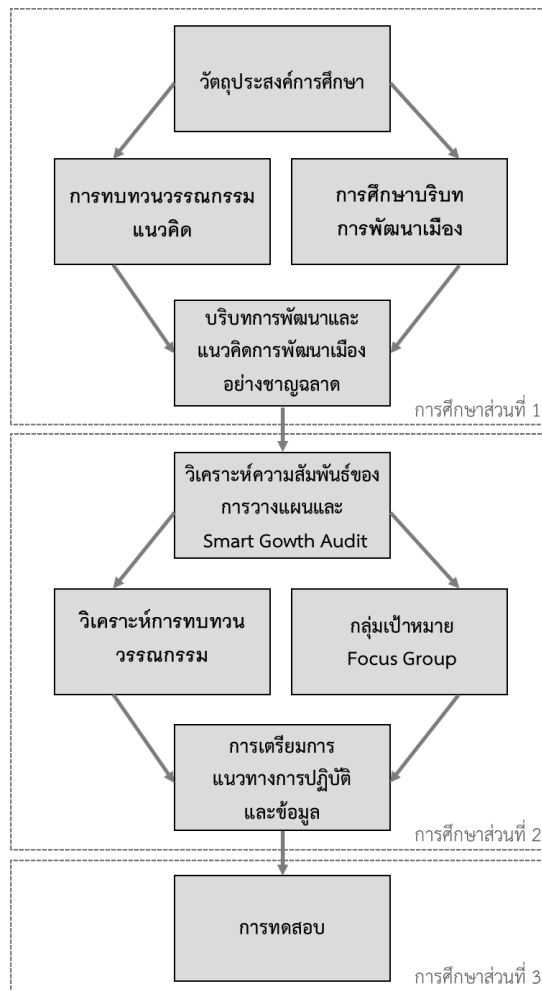 วัตถุประสงค์การศึกษา
การทบทวนวรรณกรรม
แนวคิด
การศึกษาบริบท
การพัฒนาเมือง
บริบทการพัฒนาและ
แนวคิดการพัฒนาเมือง
อย่างชาญฉลาด
การศึกษาส่วนที่ 1
วิเคราะห์ความสัมพันธ์ของ
การวางแผนและ
Smart Gowth Audit
วิเคราะห์การทบทวน
วรรณกรรม
กลุ่มเป้าหมาย
Focus Group
การเตรียมการ
แนวทางการปฏิบัติ
และข้อมูล
การศึกษาส่วนที่ 2
การทดสอบ
การศึกษาส่วนที่ 3